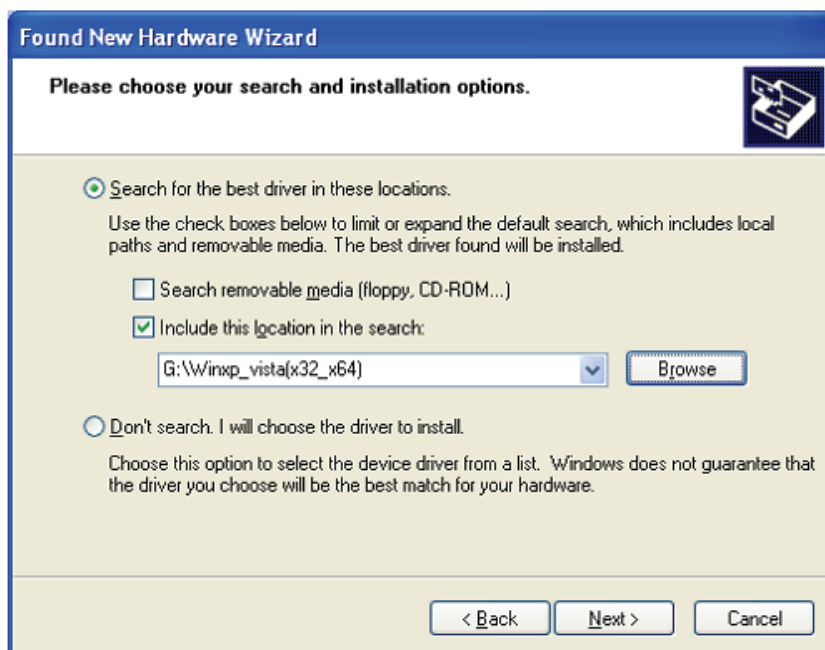 Found New Hardware Wizard
Please choose your search and installation options.
Search for the best driver in these locations.
Use the check boxes below to limit or expand the default search, which includes local
paths and removable media. The best driver found will be installed.
Search removable media (floppy, CD-ROM...)
Include this location in the search:
G:\Winxp_vista(x32_x64)
Browse
Don't search. I will choose the driver to install.
Choose this option to select the device driver from a list.  Windows does not guarantee that
the driver you choose will be the best match for your hardware.
< Back
Next >
Cancel